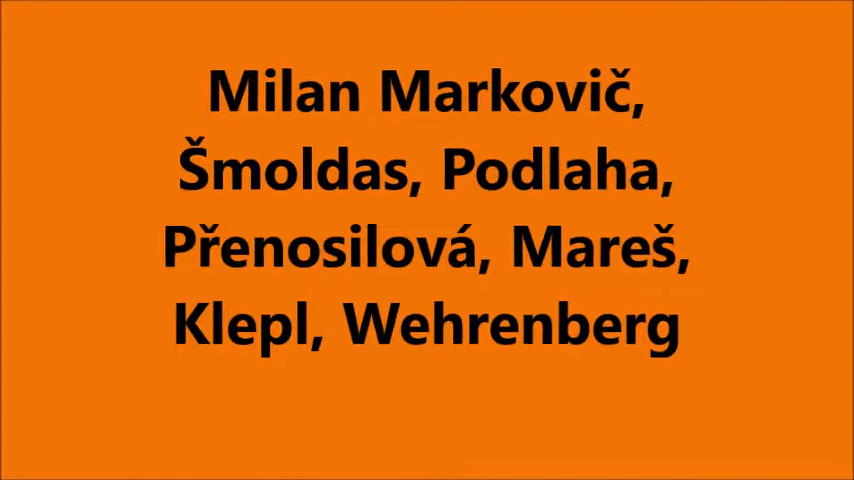 Milan Markovič,
Šmoldas, Podlaha,
Přenosilová, Mareš,
Klepl, Wehrenberg